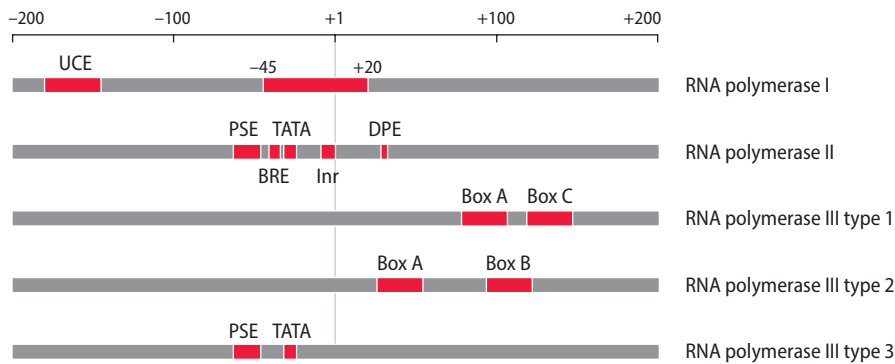 –200 –100 +1 +100 +200
UCE –45 +20
RNA polymerase I
PSE TATA DPE
RNA polymerase II
BRE Inr
Box A Box C
RNA polymerase III type 1
Box A Box B
RNA polymerase III type 2
PSE TATA
RNA polymerase III type 3